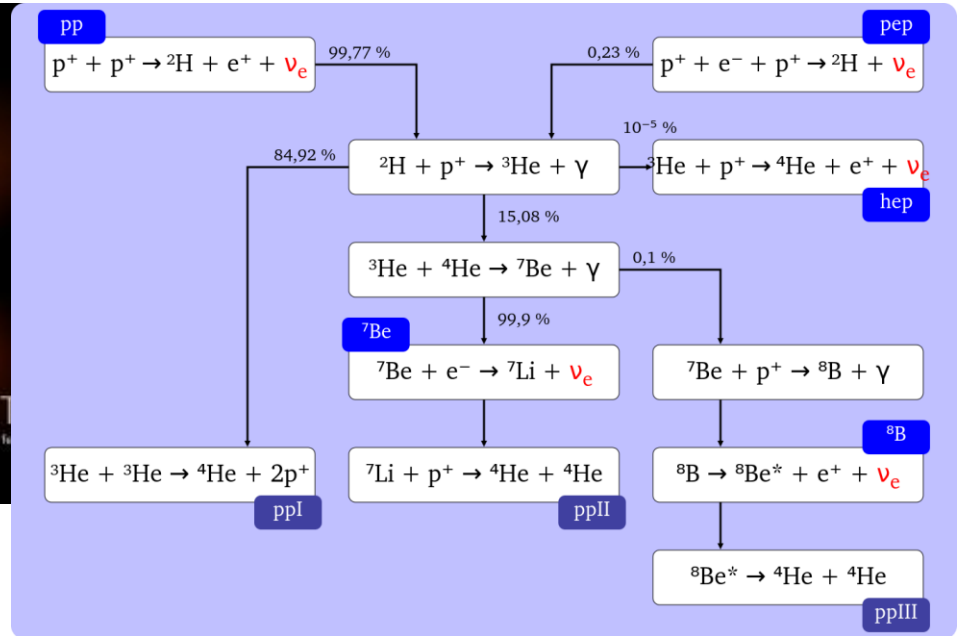 pp
pep
p⁺ + p⁺ → ²H + e⁺ + νₑ
99,77 %
0,23 %
p⁺ + e⁻ + p⁺ → ²H + νₑ
10⁻⁵ %
84,92 %
²H + p⁺ → ³He + γ
³He + p⁺ → ⁴He + e⁺ + νₑ
hep
15,08 %
³He + ⁴He → ⁷Be + γ
0,1 %
99,9 %
⁷Be
⁷Be + e⁻ → ⁷Li + νₑ
⁷Be + p⁺ → ⁸B + γ
⁸B
³He + ³He → ⁴He + 2p⁺
⁷Li + p⁺ → ⁴He + ⁴He
⁸B → ⁸Be* + e⁺ + νₑ
ppI
ppII
⁸Be* → ⁴He + ⁴He
ppIII